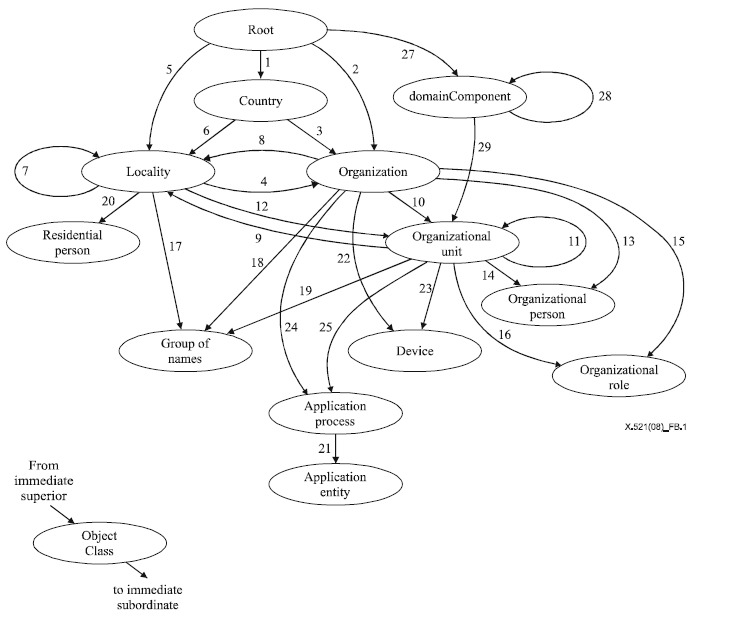 Root
27
5
1
2
Country
domainComponent
28
6
3
8
29
7
Locality
4
Organization
20
12
10
Residential
person
17
9
18
22
Organizational
unit
11
13
15
14
19
23
Organizational
person
24
25
16
Group of
names
Device
Organizational
role
Application
process
X.521(08)_FB.1
21
From
immediate
superior
Application
entity
Object
Class
to immediate
subordinate